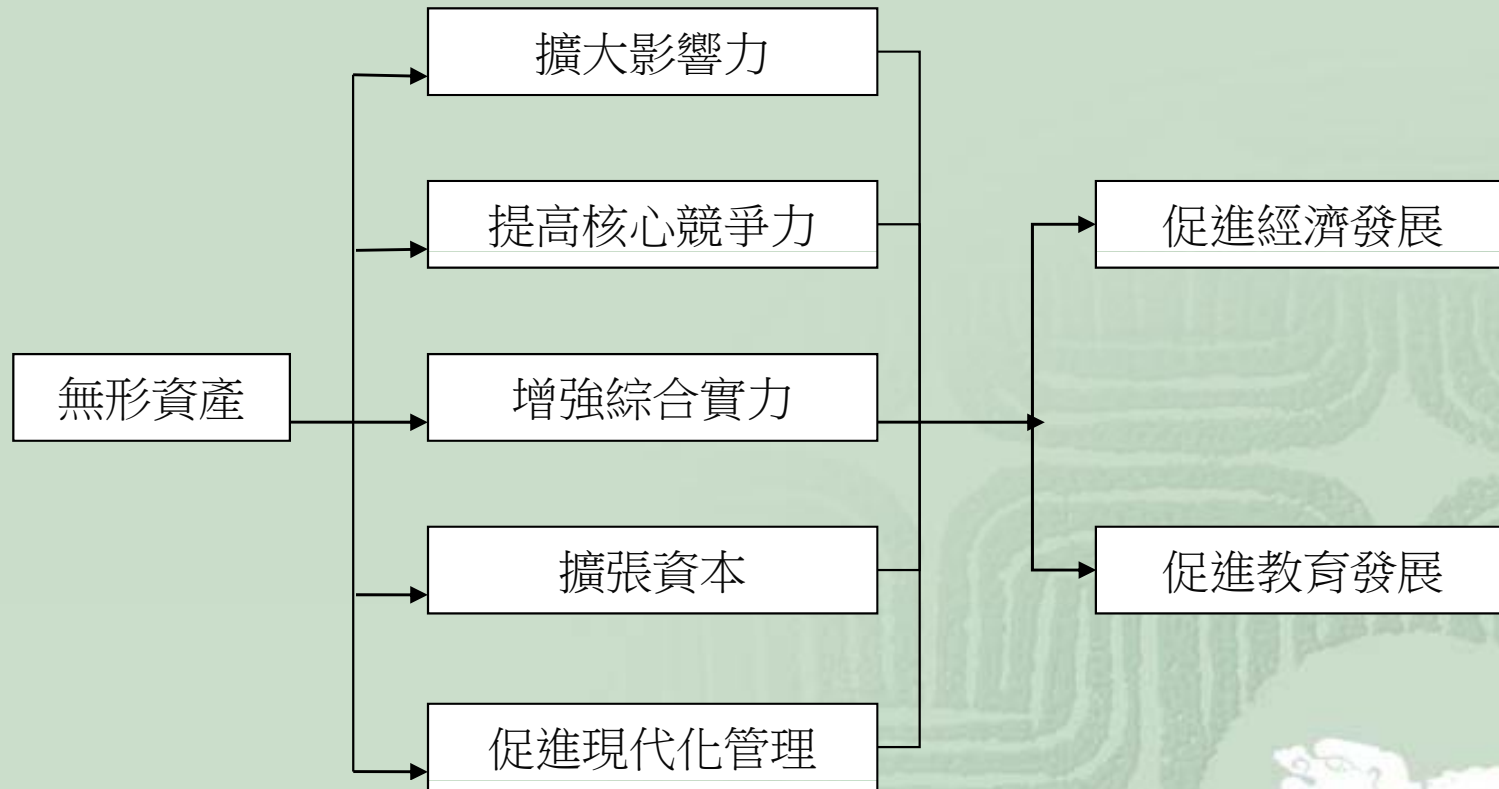 擴大影響力
提高核心競爭力
促進經濟發展
無形資產
增強綜合實力
擴張資本
促進教育發展
促進現代化管理